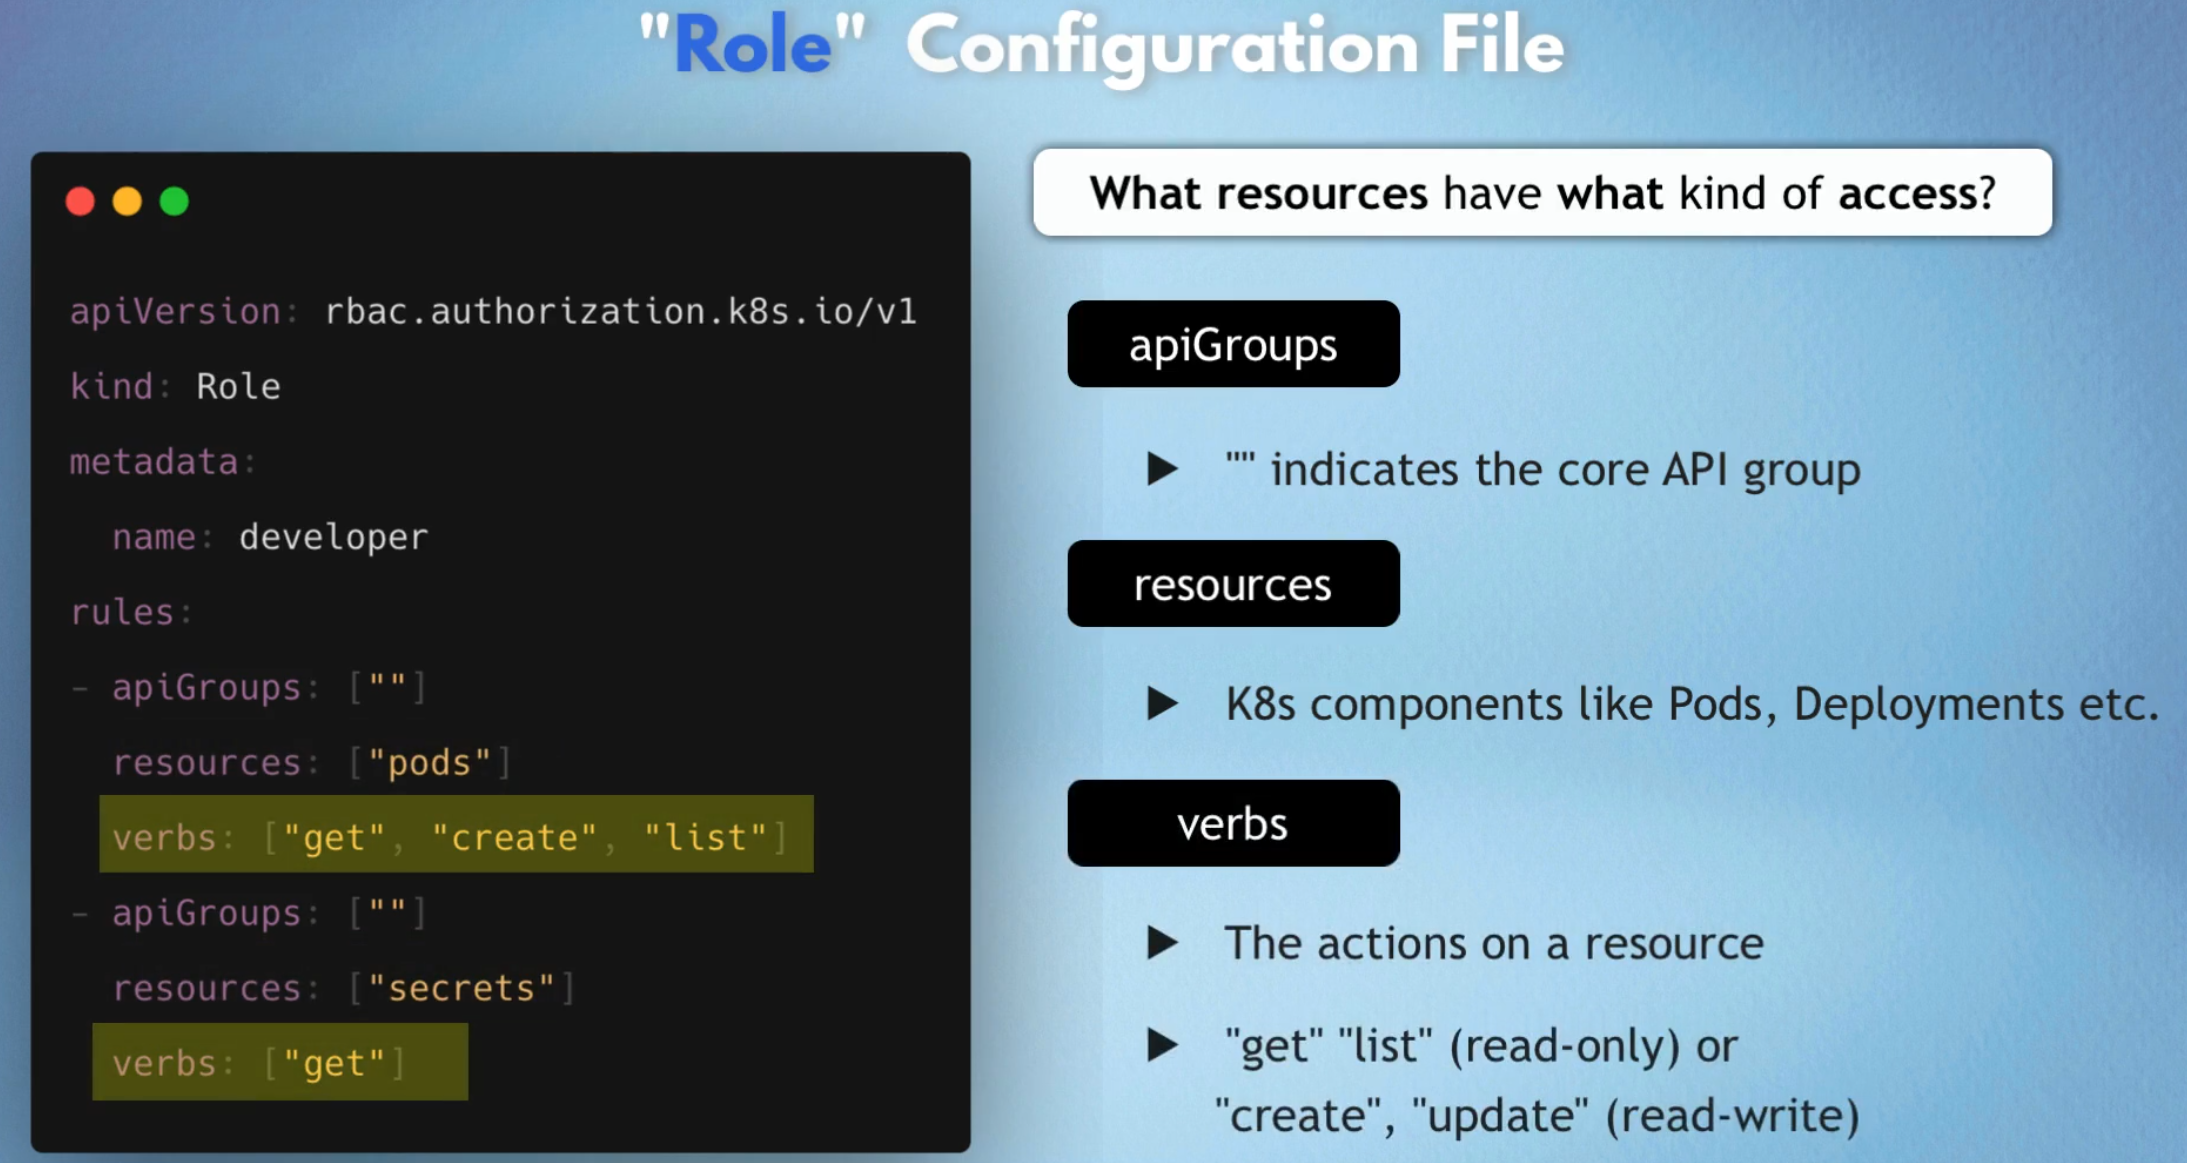 "Role" Configuration File
apiVersion: rbac.authorization.k8s.io/v1
kind: Role
metadata:
  name: developer
rules:
- apiGroups: [""]
  resources: ["pods"]
  verbs: ["get", "create", "list"]
- apiGroups: [""]
  resources: ["secrets"]
  verbs: ["get"]
What resources have what kind of access?
apiGroups
▶ "" indicates the core API group
resources
▶ K8s components like Pods, Deployments etc.
verbs
▶ The actions on a resource
▶ "get" "list" (read-only) or
"create", "update" (read-write)